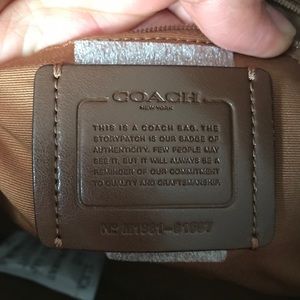 COACH
NEW YORK
THIS IS A COACH BAG. THE
STORYPATCH IS OUR BADGE OF
AUTHENTICITY. FEW PEOPLE MAY
SEE IT, BUT IT WILL ALWAYS BE A
REMINDER OF OUR COMMITMENT
TO QUALITY AND CRAFTSMANSHIP.
Nº